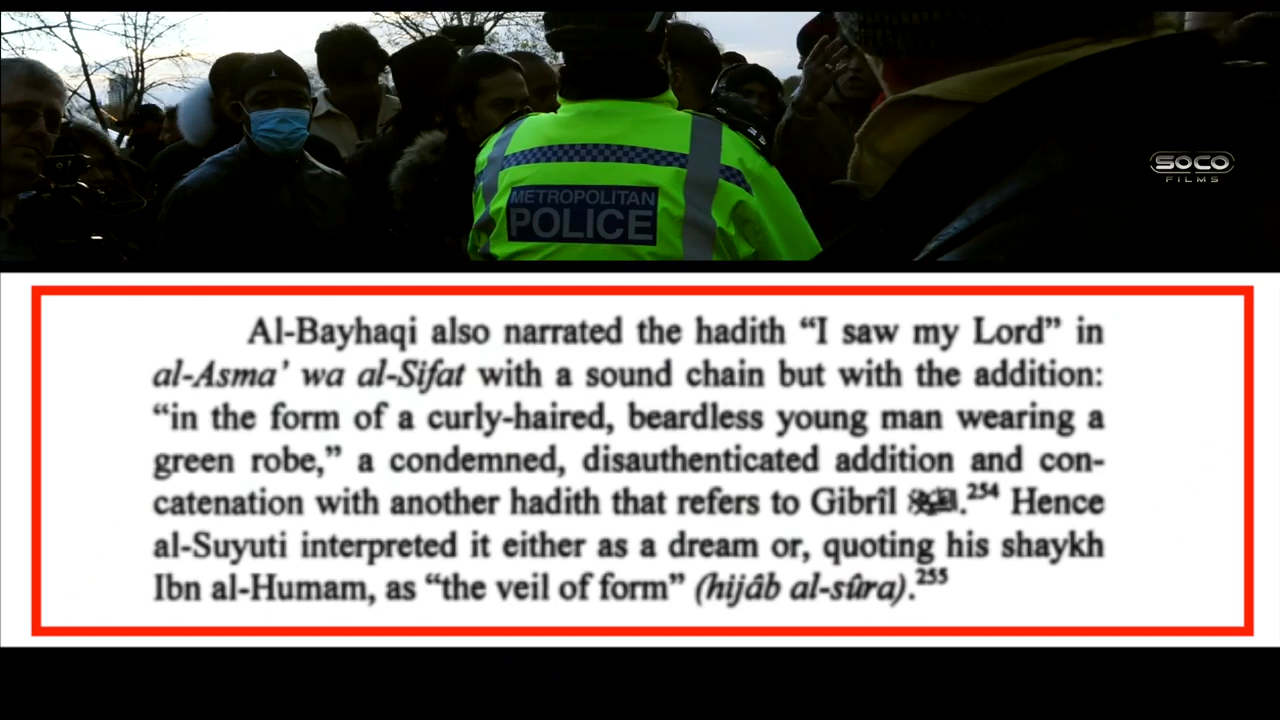 SOCO
FILMS
METROPOLITAN
POLICE
Al-Bayhaqi also narrated the hadith “I saw my Lord” in
al-Asma’ wa al-Sifat with a sound chain but with the addition:
“in the form of a curly-haired, beardless young man wearing a
green robe,” a condemned, disauthenticated addition and con-
catenation with another hadith that refers to Gibrîl .254 Hence
al-Suyuti interpreted it either as a dream or, quoting his shaykh
Ibn al-Humam, as “the veil of form” (hijâb al-sûra).255